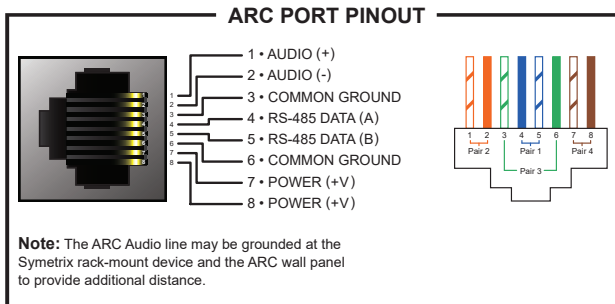 ARC PORT PINOUT
1 • AUDIO (+)
2 • AUDIO (-)
3 • COMMON GROUND
4 • RS-485 DATA (A)
5 • RS-485 DATA (B)
6 • COMMON GROUND
7 • POWER (+V)
8 • POWER (+V)
1
2
3
4
5
6
7
8
1 2 3 4 5 6 7 8
Pair 2 Pair 1 Pair 4
Pair 3
Note: The ARC Audio line may be grounded at the
Symetrix rack-mount device and the ARC wall panel
to provide additional distance.